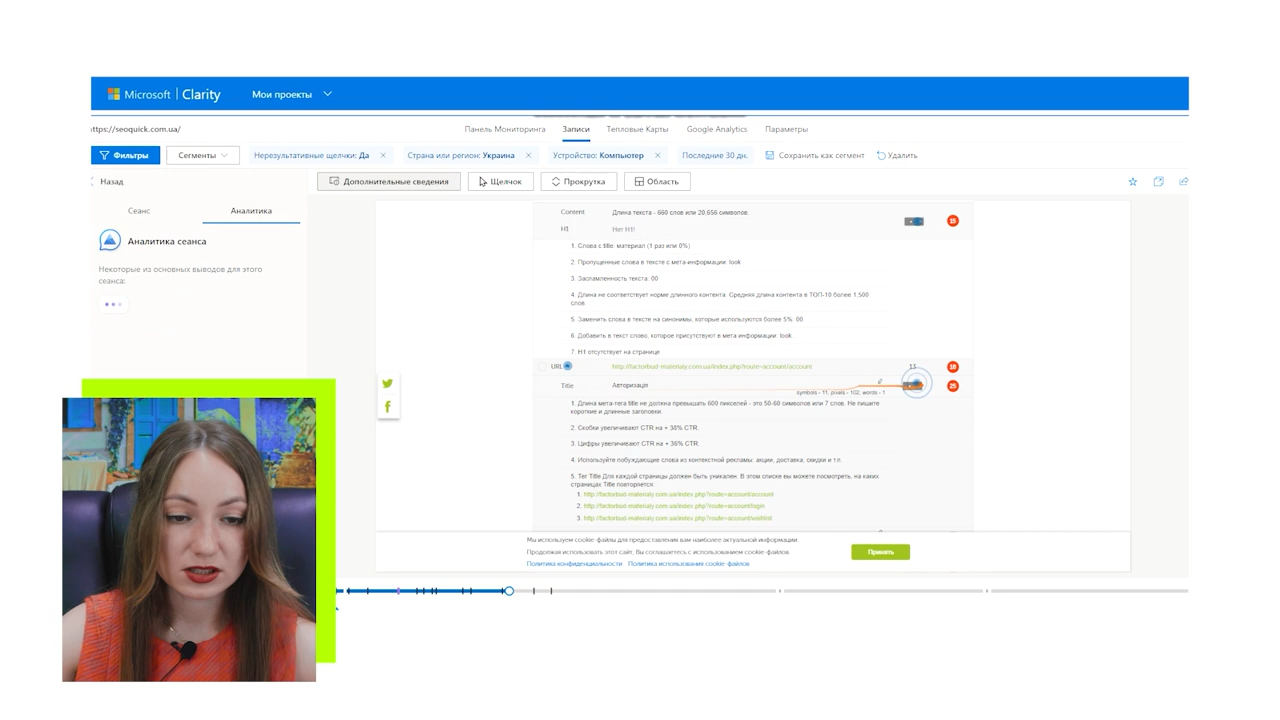 Microsoft | Clarity
Мои проекты
https://seoquick.com.ua/
Панель Мониторинга
Записи
Тепловые Карты
Google Analytics
Параметры
Фильтры
Сегменты
Нерезультативные щелчки: Да
Страна или регион: Украина
Устройство: Компьютер
Последние 30 дн.
Сохранить как сегмент
Удалить
Назад
Дополнительные сведения
Щелчок
Прокрутка
Область
Сеанс
Аналитика
Аналитика сеанса
Некоторые из основных выводов для этого
сеанса:
Content
Длина текста - 660 слов или 20,656 символов.
15
H1
Нет H1!
1. Слова с title: материал (1 раз или 0%)
2. Пропущенные слова в тексте с мета-информации: look
3. Заспамленность текста: 00
4. Длина не соответствует норме длинного контента. Средняя длина контента в ТОП-10 более 1,500
слов.
5. Заменить слова в тексте на синонимы, которые используются более 5%: 00
6. Добавить в текст слово, которое присутствуют в мета информации: look
7. H1 отсутствует на странице
URL
http://factorbud-materialy.com.ua/index.php?route=account/account
13
18
Title
Авторизація
25
symbols - 11, pixels - 102, words - 1
1. Длина мета-тега title не должна превышать 600 пикселей - это 50-60 символов или 7 слов. Не пишите
короткие и длинные заголовки.
2. Скобки увеличивают CTR на + 38% CTR.
3. Цифры увеличивают CTR на + 36% CTR.
4. Используйте побуждающие слова из контекстной рекламы: акции, доставка, скидки и т.п.
5. Тег Title Для каждой страницы должен быть уникален. В этом списке вы можете посмотреть, на каких
страницах Title повторяется:
1. http://factorbud-materialy.com.ua/index.php?route=account/account
2. http://factorbud-materialy.com.ua/index.php?route=account/login
3. http://factorbud-materialy.com.ua/index.php?route=account/wishlist
Мы используем cookie-файлы для предоставления вам наиболее актуальной информации.
Продолжая использовать этот сайт, Вы соглашаетесь с использованием cookie-файлов.
Политика конфиденциальности
Политика использования cookie-файлов
Принять